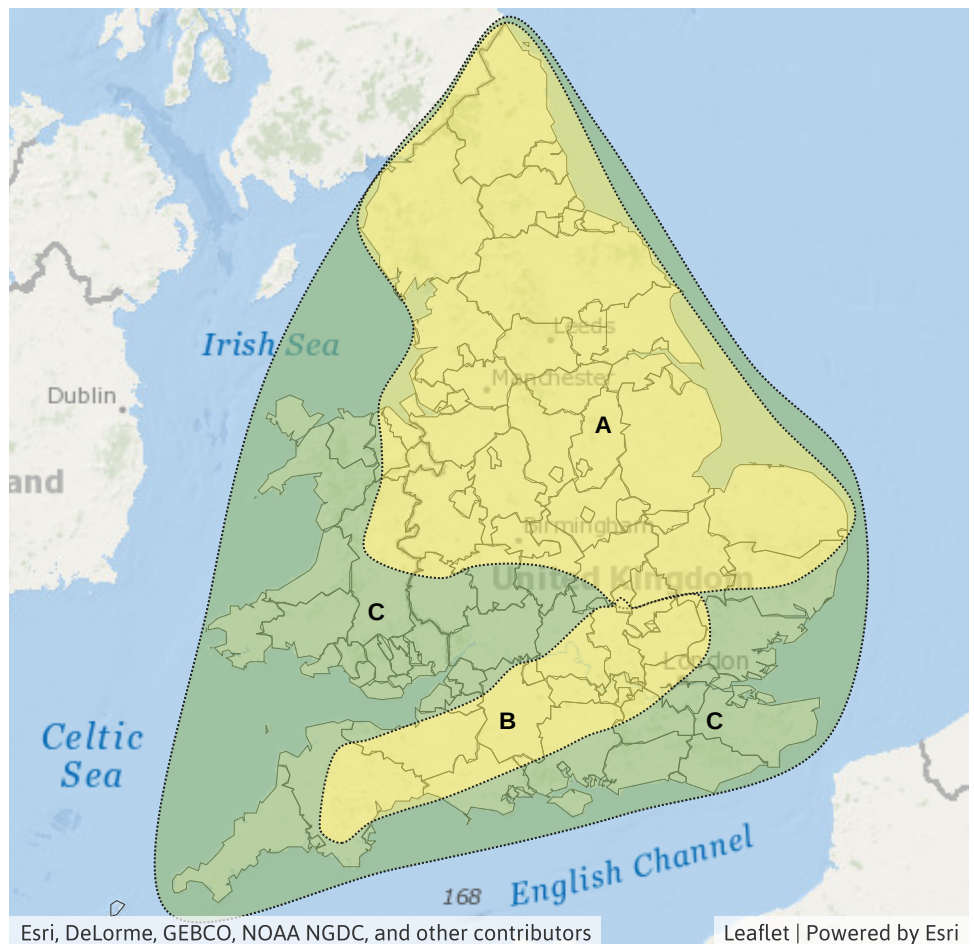 Leeds
Irish Sea
Manchester
Dublin
A
and
Birmingham
United Kingdom
C
London
B
C
Celtic
Sea
English Channel
168
Esri, DeLorme, GEBCO, NOAA NGDC, and other contributors
Leaflet | Powered by Esri